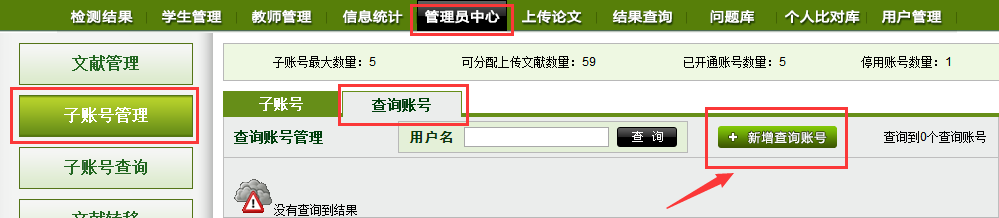 检测结果 学生管理 教师管理 信息统计 管理员中心 上传论文 结果查询 问题库 个人比对库 用户管理
文献管理
子账号管理
子账号查询
文献转移
子账号最大数量：5 可分配上传文献数量：59 已开通账号数量：5 停用账号数量：1
子账号 查询账号
查询账号管理 用户名 查 询 + 新增查询账号 查询到0个查询账号
没有查询到结果